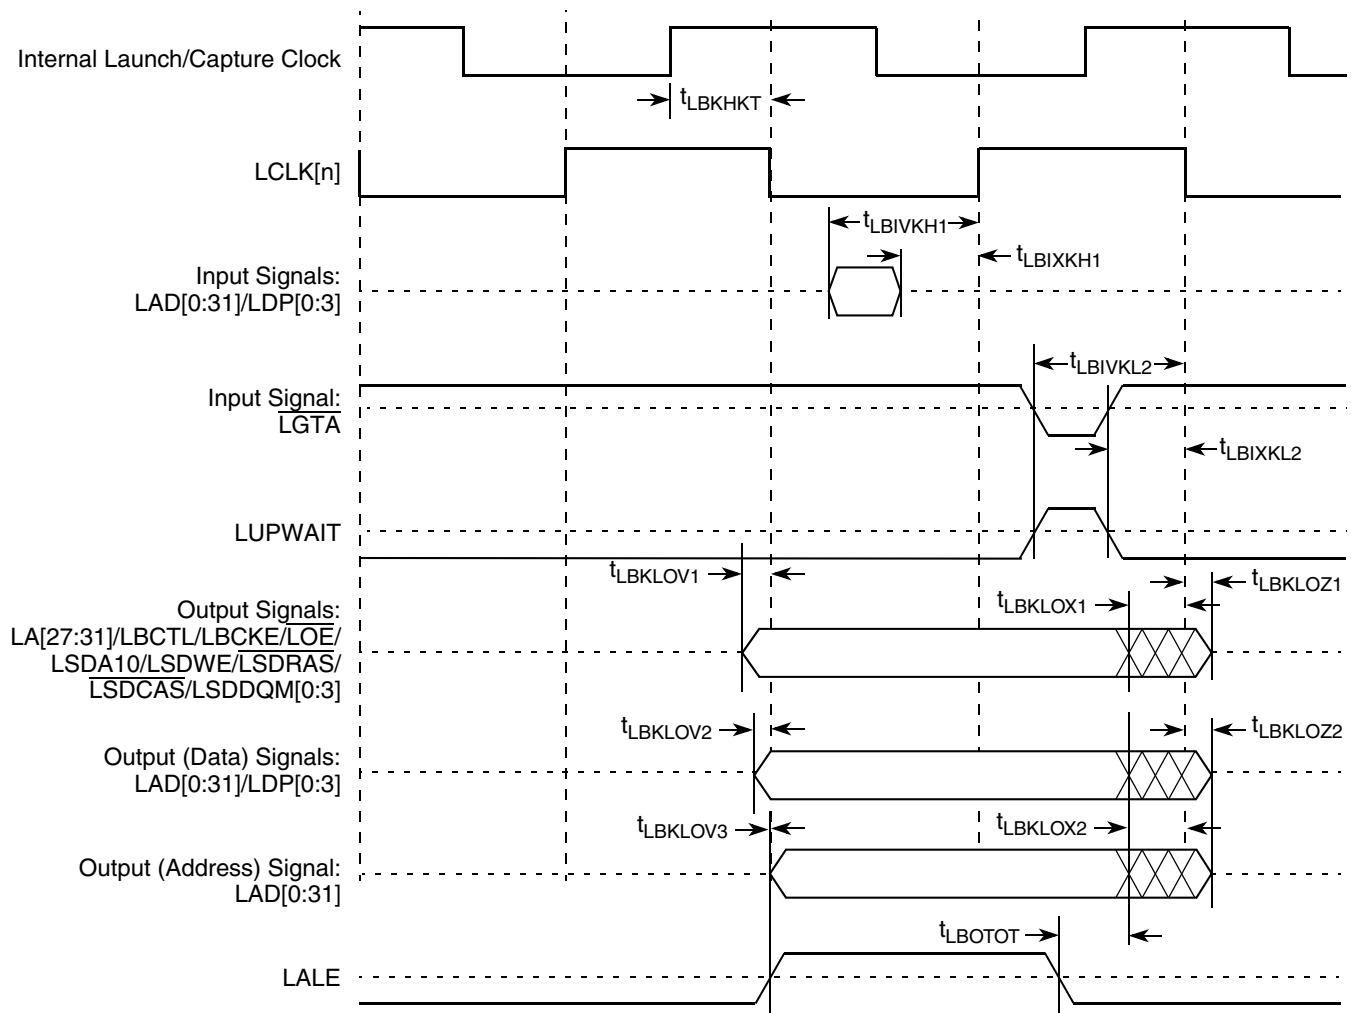 Internal Launch/Capture Clock
tLBKHKT
LCLK[n]
tLBIVKH1
tLBIXKH1
Input Signals:
LAD[0:31]/LDP[0:3]
tLBIVKL2
Input Signal:
LGTA
tLBIXKL2
LUPWAIT
tLBKLOV1
tLBKLOZ1
tLBKLOX1
Output Signals:
LA[27:31]/LBCTL/LBCKE/LOE/
LSDA10/LSDWE/LSDRAS/
LSDCAS/LSDDQM[0:3]
tLBKLOV2
tLBKLOZ2
Output (Data) Signals:
LAD[0:31]/LDP[0:3]
tLBKLOV3
tLBKLOX2
Output (Address) Signal:
LAD[0:31]
tLBOTOT
LALE